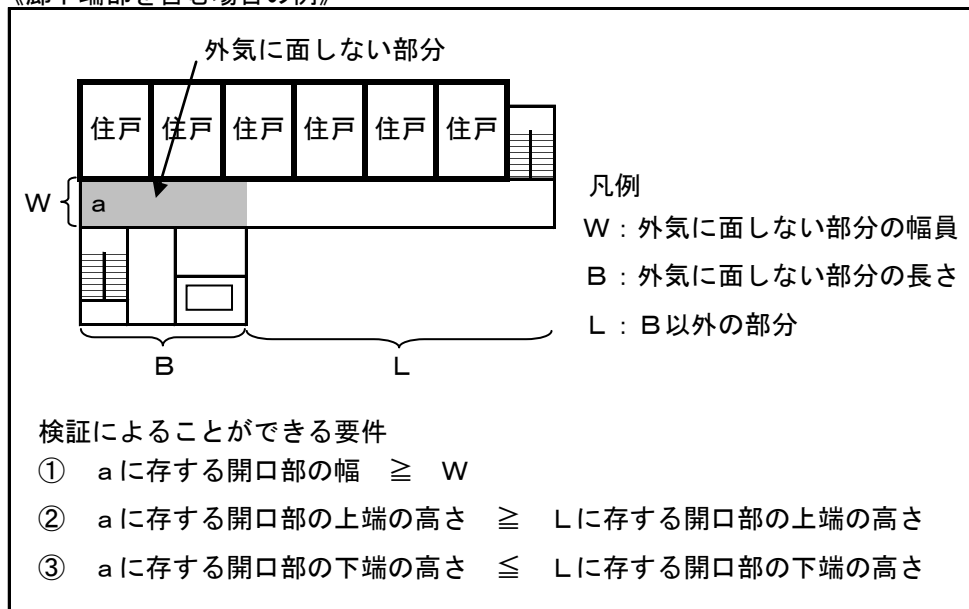 《廊下端部を含む場合の例》
外気に面しない部分
住戸 住戸 住戸 住戸 住戸 住戸
W
a
B
L
凡例
W：外気に面しない部分の幅員
B：外気に面しない部分の長さ
L：B以外の部分
検証によることができる要件
① aに存する開口部の幅 ≧ W
② aに存する開口部の上端の高さ ≧ Lに存する開口部の上端の高さ
③ aに存する開口部の下端の高さ ≦ Lに存する開口部の下端の高さ